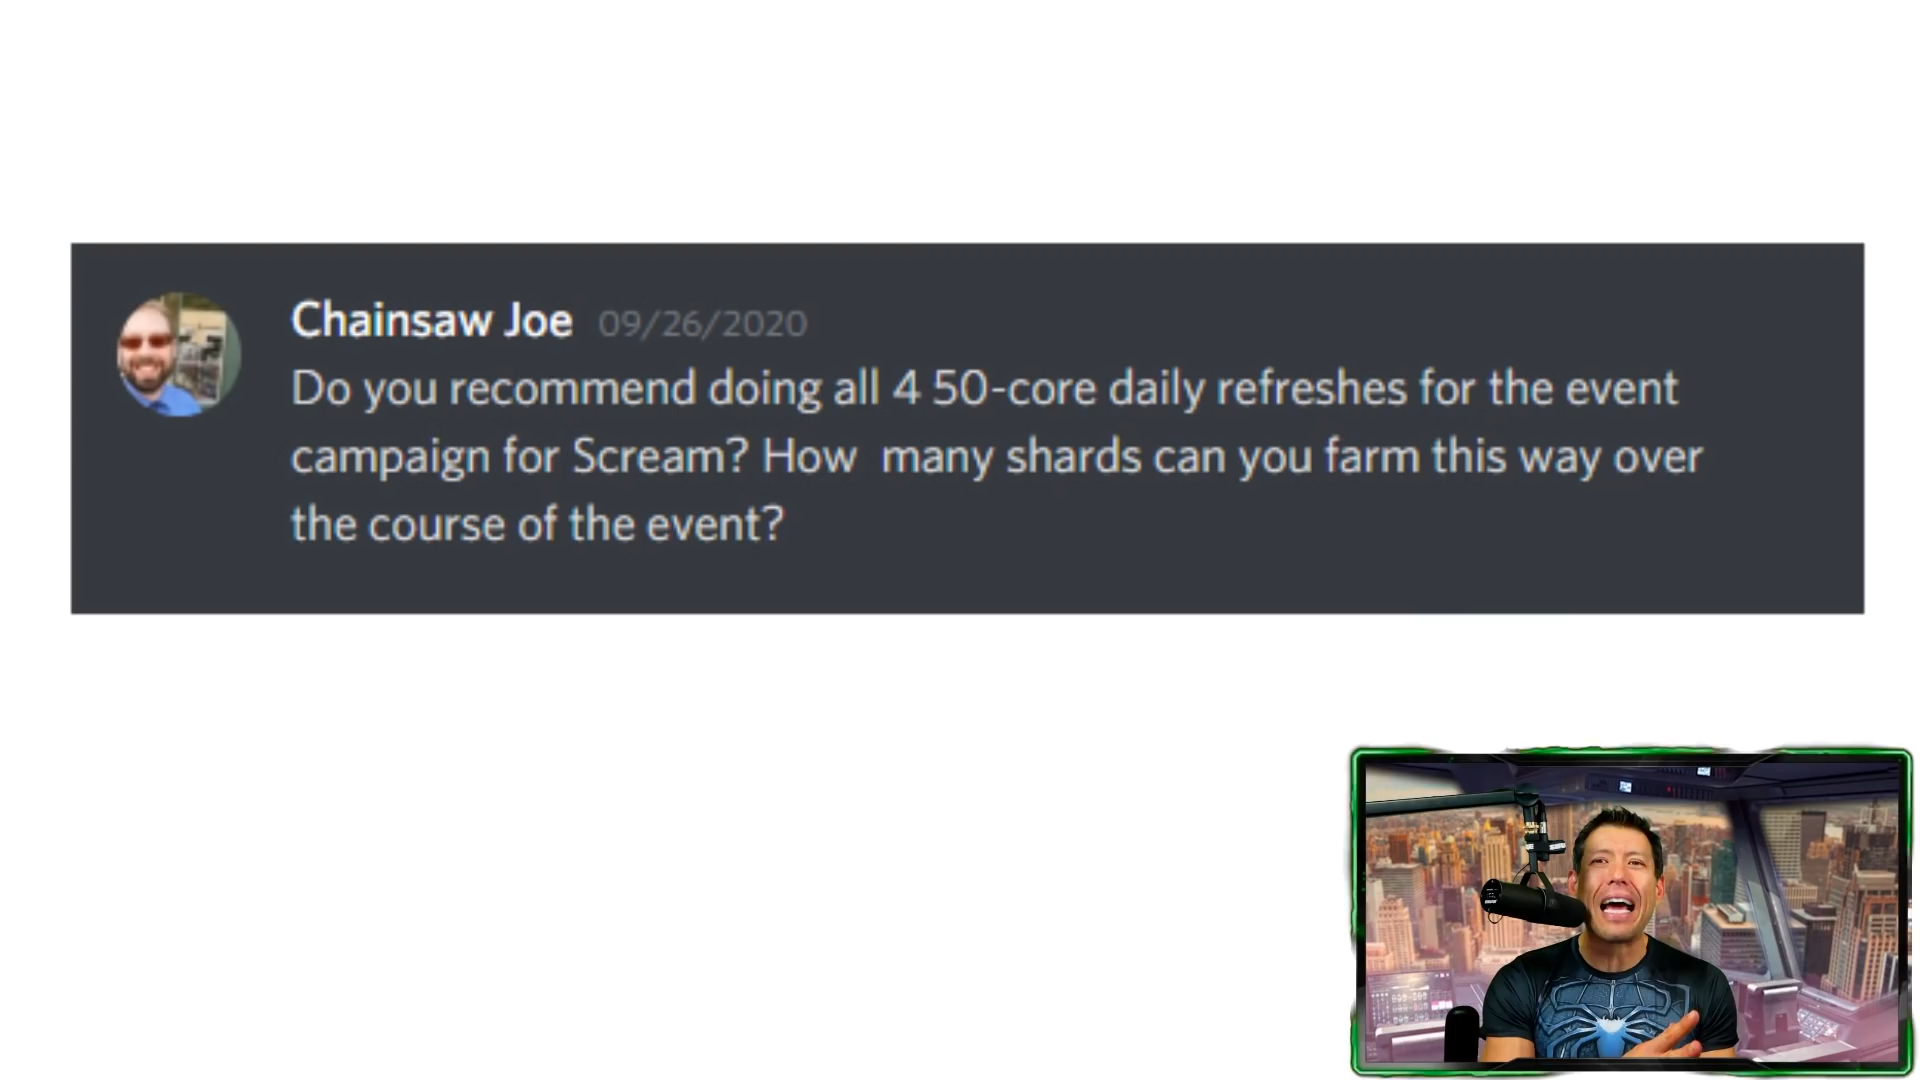 Chainsaw Joe 09/26/2020
Do you recommend doing all 4 50-core daily refreshes for the event
campaign for Scream? How many shards can you farm this way over
the course of the event?